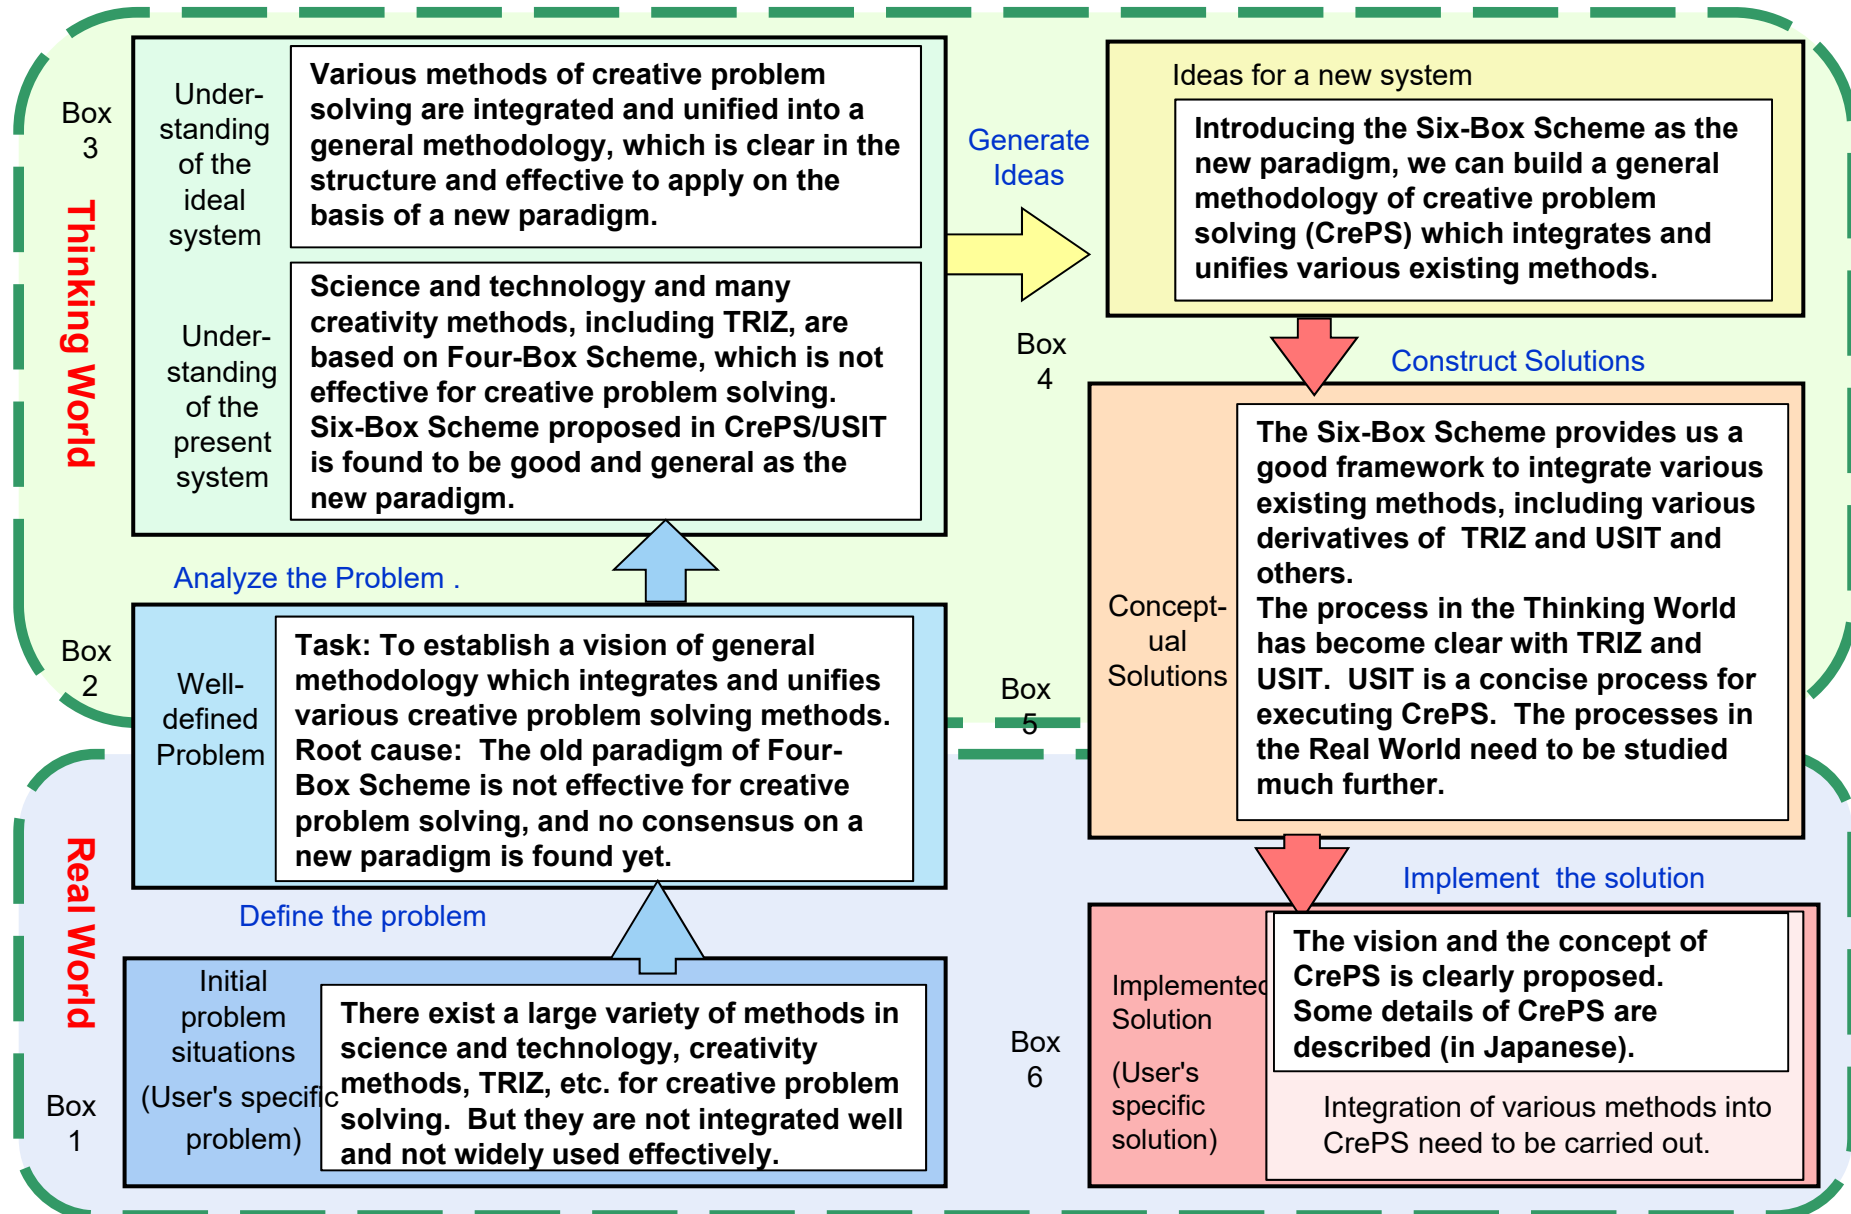 Box
3
Under-
standing
of the
ideal
system
Various methods of creative problem
solving are integrated and unified into a
general methodology, which is clear in the
structure and effective to apply on the
basis of a new paradigm.
Under-
standing
of the
present
system
Science and technology and many
creativity methods, including TRIZ, are
based on Four-Box Scheme, which is not
effective for creative problem solving.
Six-Box Scheme proposed in CrePS/USIT
is found to be good and general as the
new paradigm.
Thinking World
Generate
Ideas
Box
4
Ideas for a new system
Introducing the Six-Box Scheme as the
new paradigm, we can build a general
methodology of creative problem
solving (CrePS) which integrates and
unifies various existing methods.
Construct Solutions
Analyze the Problem .
Box
2
Well-
defined
Problem
Task: To establish a vision of general
methodology which integrates and unifies
various creative problem solving methods.
Root cause:  The old paradigm of Four-
Box Scheme is not effective for creative
problem solving, and no consensus on a
new paradigm is found yet.
Box
5
Concept-
ual
Solutions
The Six-Box Scheme provides us a
good framework to integrate various
existing methods, including various
derivatives of  TRIZ and USIT and
others.
The process in the Thinking World
has become clear with TRIZ and
USIT.  USIT is a concise process for
executing CrePS.  The processes in
the Real World need to be studied
much further.
Real World
Define the problem
Implement  the solution
Box
1
Initial
problem
situations
(User's specific
problem)
There exist a large variety of methods in
science and technology, creativity
methods, TRIZ, etc. for creative problem
solving.  But they are not integrated well
and not widely used effectively.
Box
6
Implemented
Solution
(User's
specific
solution)
The vision and the concept of
CrePS is clearly proposed.
Some details of CrePS are
described (in Japanese).
Integration of various methods into
CrePS need to be carried out.